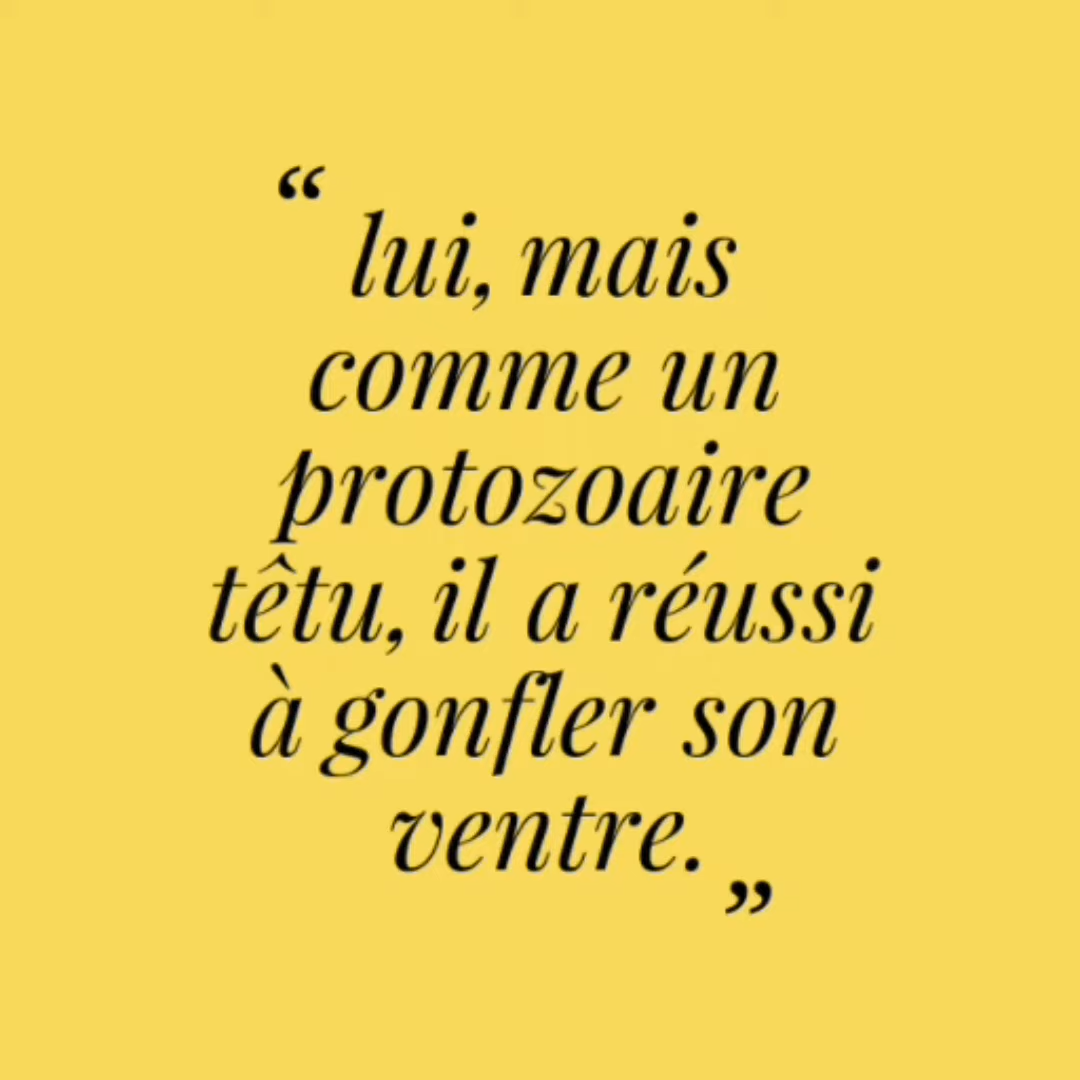 “ lui, mais
comme un
protozoaire
têtu, il a réussi
à gonfler son
ventre. ”